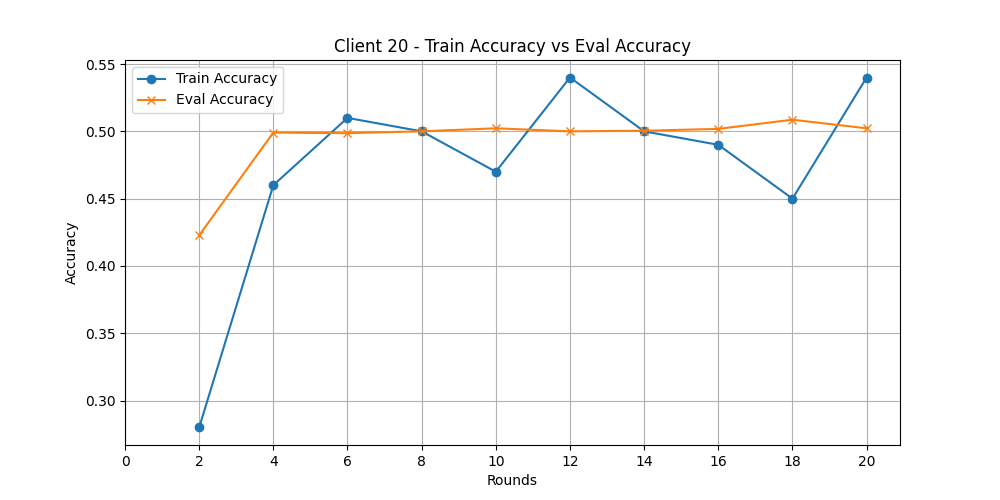 Client 20 - Train Accuracy vs Eval Accuracy
Train Accuracy
Eval Accuracy
Accuracy
0.55
0.50
0.45
0.40
0.35
0.30
0 2 4 6 8 10 12 14 16 18 20
Rounds